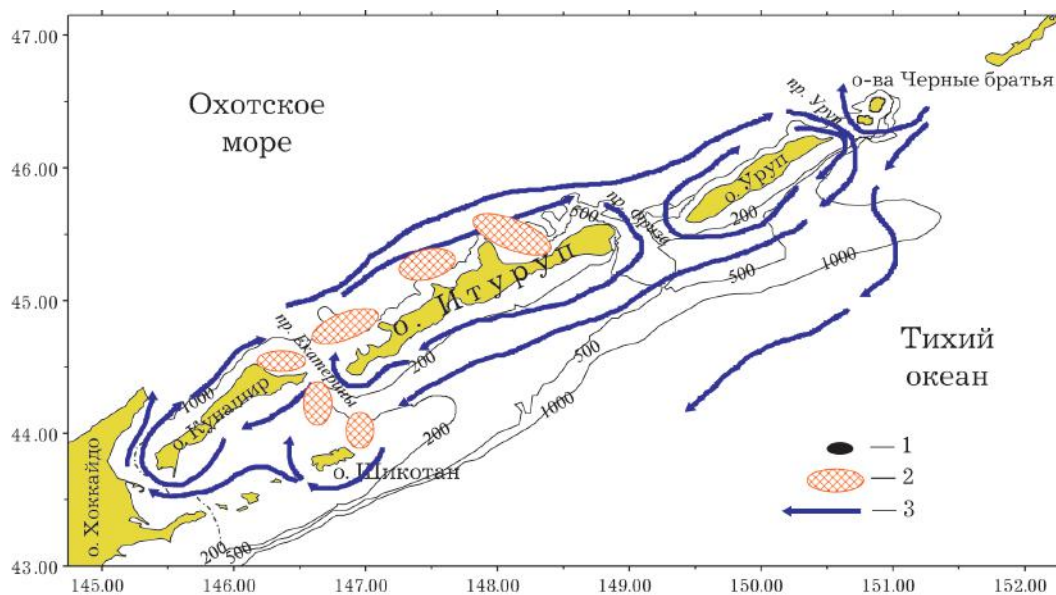 47.00
46.00
45.00
44.00
43.00
145.00
146.00
147.00
148.00
149.00
150.00
151.00
152.00
Охотское
море
о-ва Черные братья
пр. Уруп
о. Уруп
200
пр. Фриза
500
500
1000
о. Итуруп
Тихий
океан
пр. Екатерины
200
500
1000
1000
о. Кунашир
200
о. Шикотан
о. Хоккайдо
200
500
— 1
— 2
— 3